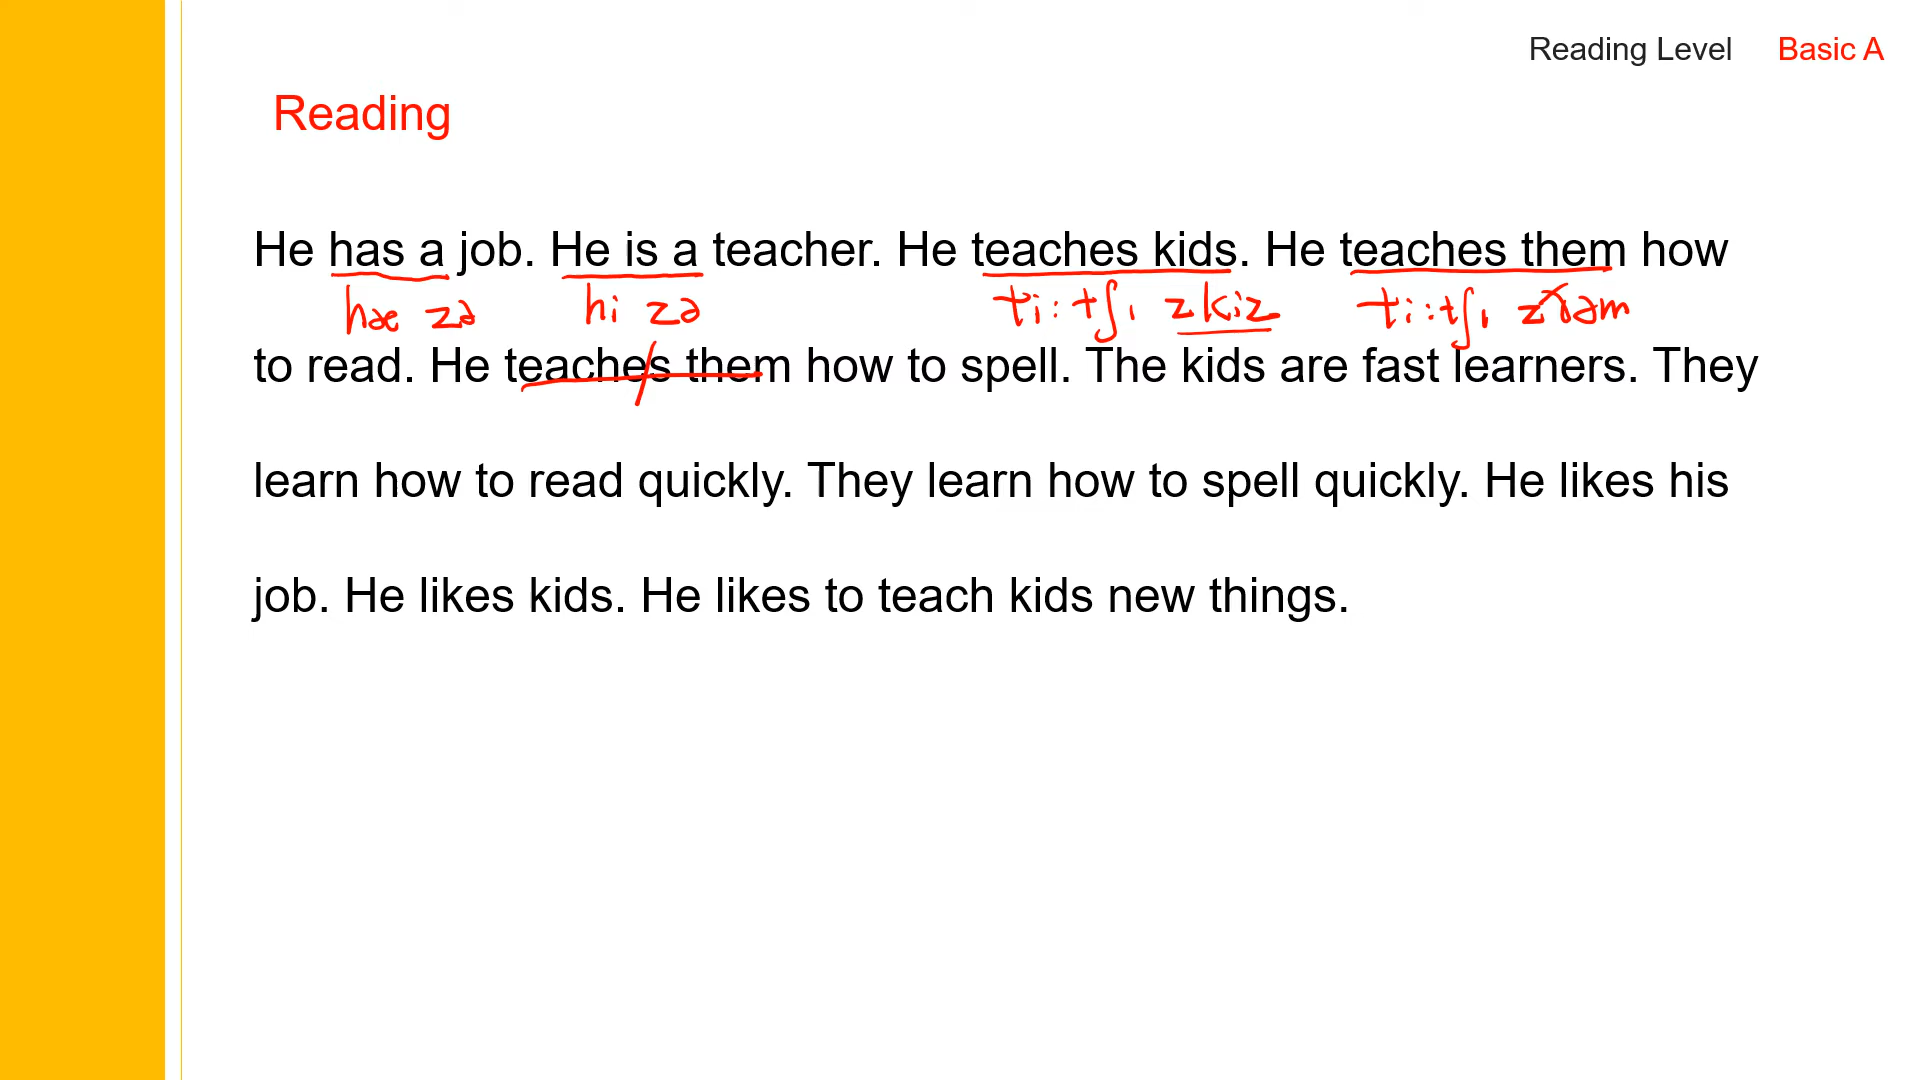 Reading Level Basic A
Reading
He has a job. He is a teacher. He teaches kids. He teaches them how
hæ zə hi zə ti:tʃı zkiz ti:tʃı zðəm
to read. He teaches them how to spell. The kids are fast learners. They
learn how to read quickly. They learn how to spell quickly. He likes his
job. He likes kids. He likes to teach kids new things.